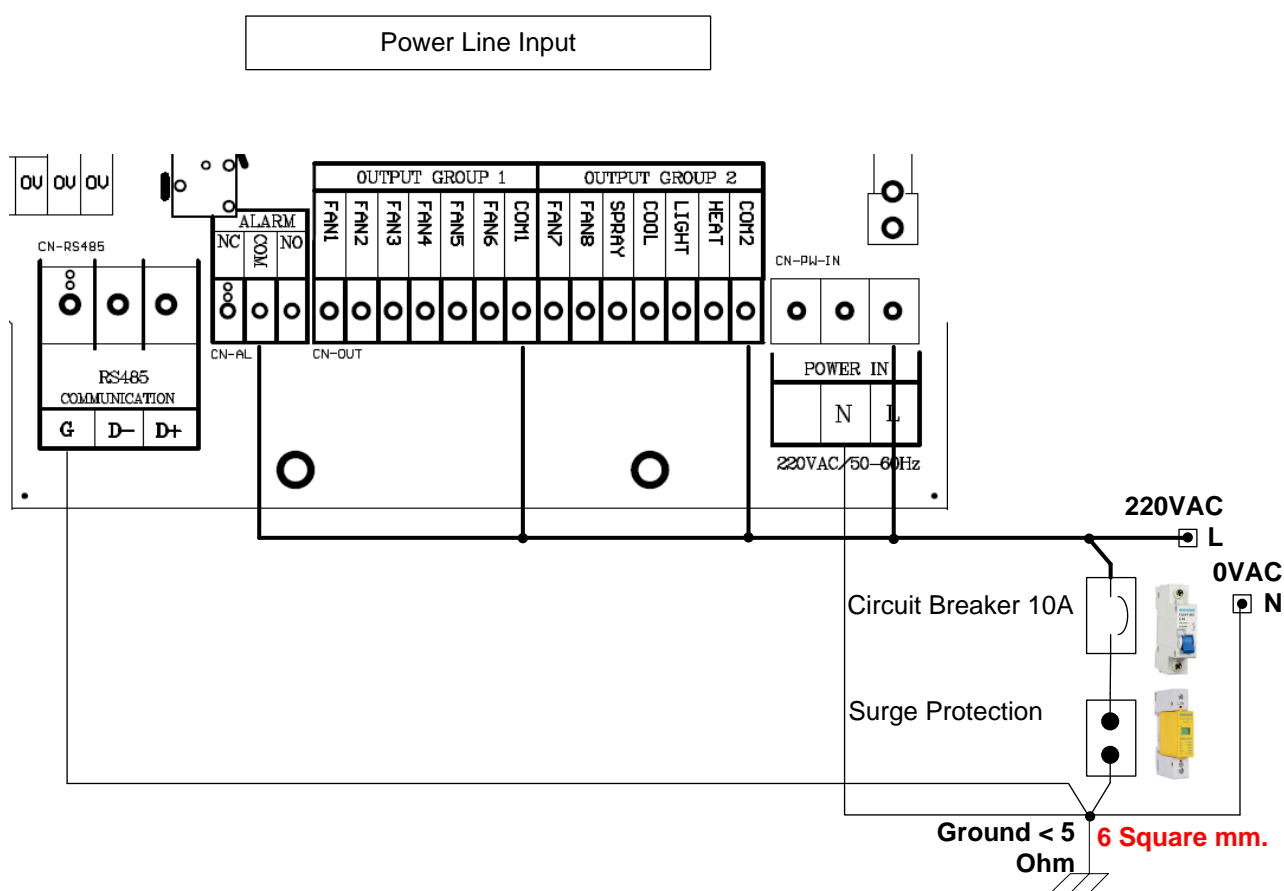 Power Line Input
0V 0V 0V
CN-RS485
ALARM
NC COM NO
OUTPUT GROUP 1 OUTPUT GROUP 2
FAN1 FAN2 FAN3 FAN4 FAN5 FAN6 COM1 FAN7 FAN8 SPRAY COOL LIGHT HEAT COM2
CN-PW-IN
CN-AL CN-OUT
RS485
COMMUNICATION
G D- D+
POWER IN
N L
220VAC/50-60Hz
220VAC
L
0VAC
N
Circuit Breaker 10A
Surge Protection
Ground < 5
Ohm
6 Square mm.